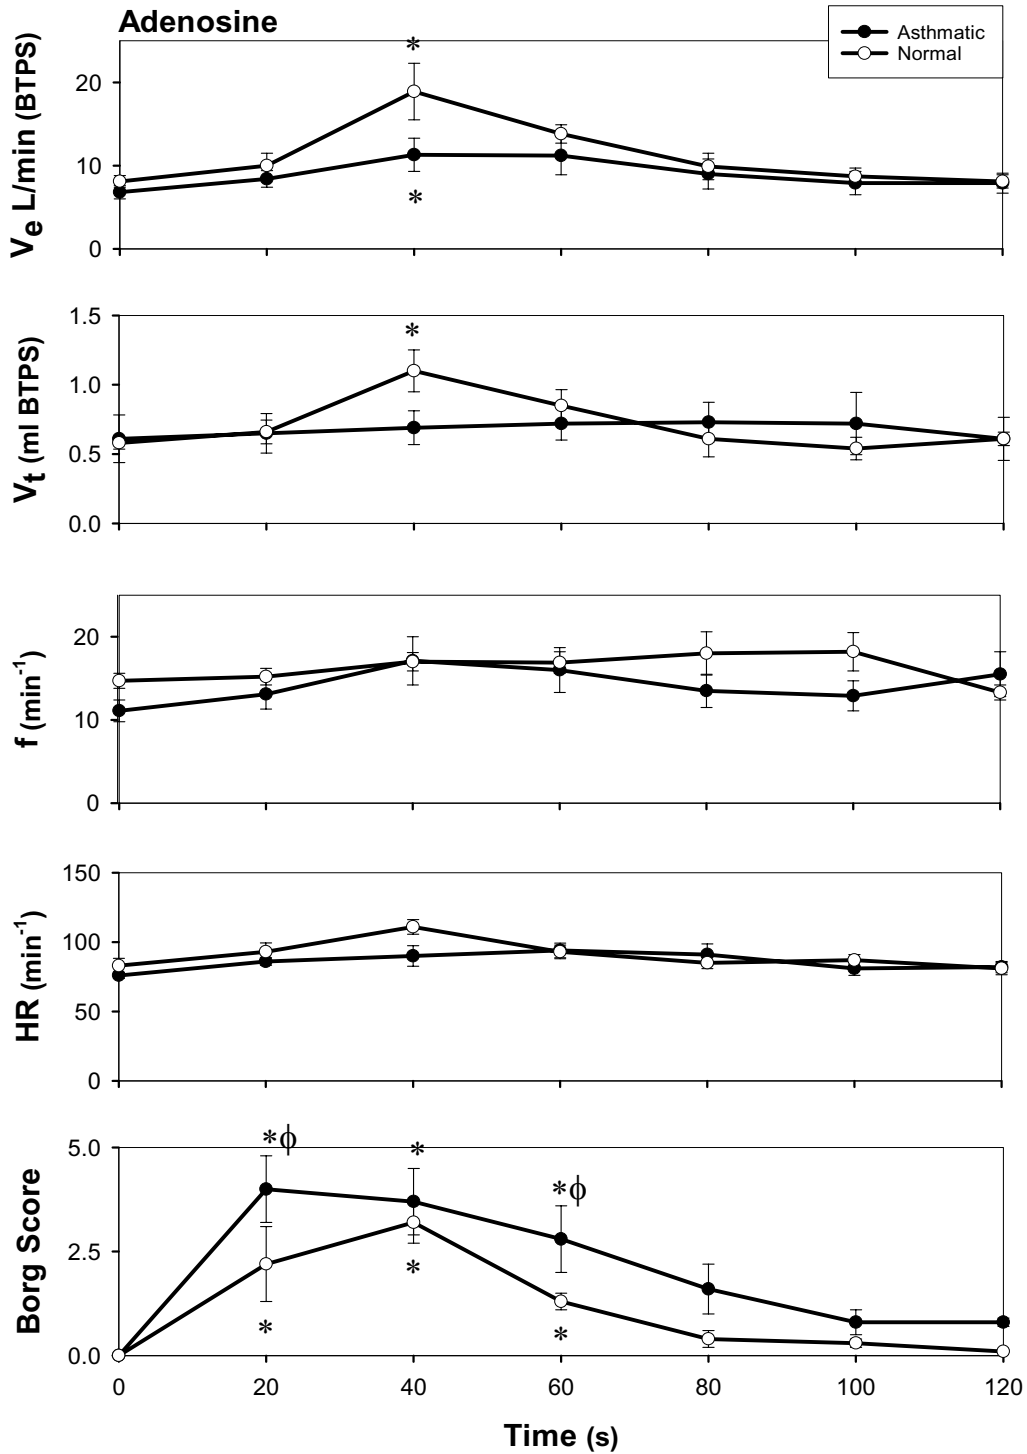 Adenosine
Asthmatic
Normal
Ve L/min (BTPS)
20
10
0
*
*
Vt (ml BTPS)
1.5
1.0
0.5
0.0
*
f (min-1)
20
10
0
HR (min-1)
150
100
50
0
Borg Score
5.0
2.5
0.0
*ϕ
*
*ϕ
*
*
*
0 20 40 60 80 100 120
Time (s)